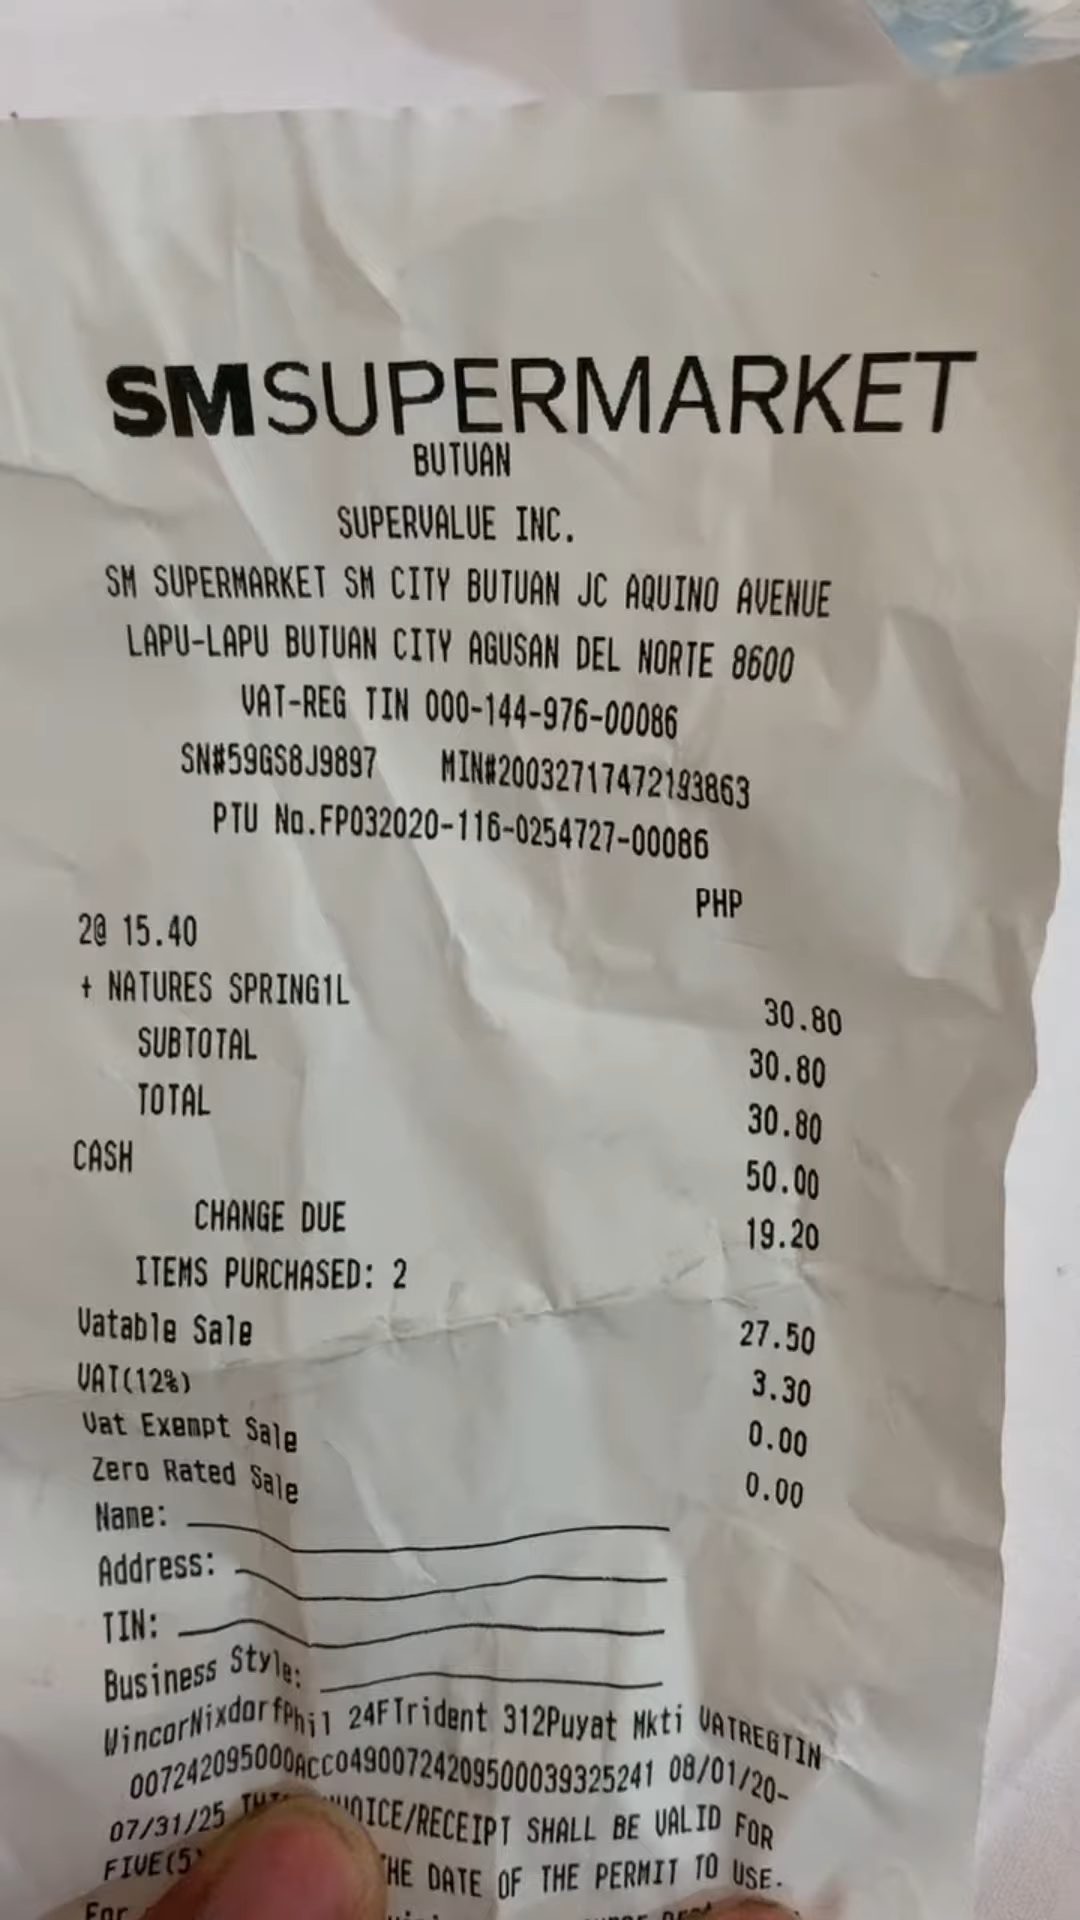 SMSUPERMARKET
BUTUAN
SUPERVALUE INC.
SM SUPERMARKET SM CITY BUTUAN JC AQUINO AVENUE
LAPU-LAPU BUTUAN CITY AGUSAN DEL NORTE 8600
VAT-REG TIN 000-144-976-00086
SN#59GS8J9897 MIN#20032717472193863
PTU No.FP032020-116-0254727-00086
PHP
2@ 15.40
+ NATURES SPRING1L 30.80
SUBTOTAL 30.80
TOTAL 30.80
CASH 50.00
CHANGE DUE 19.20
ITEMS PURCHASED: 2
Vatable Sale 27.50
VAT(12%) 3.30
Vat Exempt Sale 0.00
Zero Rated Sale 0.00
Name:
Address:
TIN:
Business Style:
WincorNixdorfPhil 24FTrident 312Puyat Mkti VATREGTIN
007242095000ACC04900724209500039325241 08/01/20-
07/31/25 INVOICE/RECEIPT SHALL BE VALID FOR
FIVE(5) THE DATE OF THE PERMIT TO USE.
For